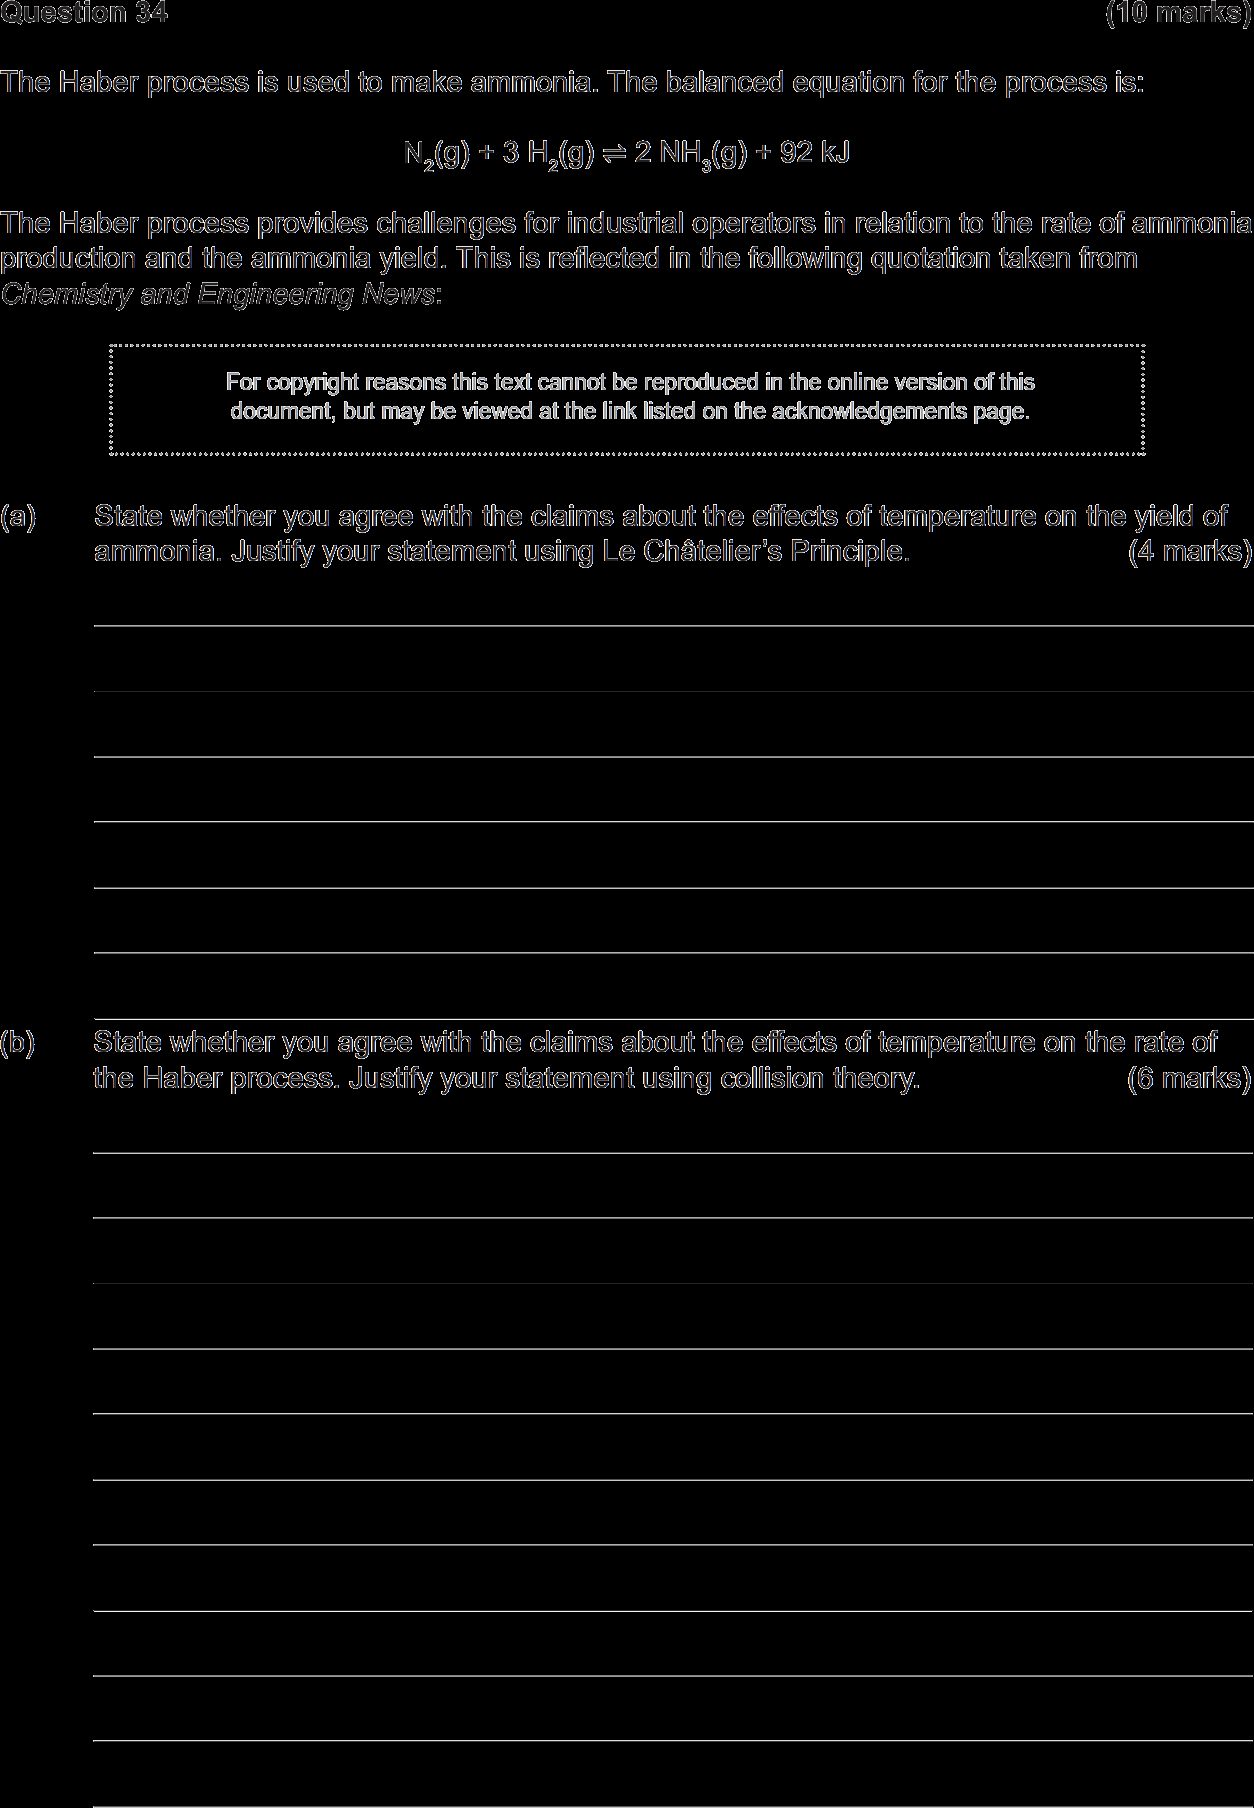 Question 34 (10 marks)
The Haber process is used to make ammonia. The balanced equation for the process is:
N₂(g) + 3 H₂(g) ⇌ 2 NH₃(g) + 92 kJ
The Haber process provides challenges for industrial operators in relation to the rate of ammonia
production and the ammonia yield. This is reflected in the following quotation taken from
Chemistry and Engineering News:
For copyright reasons this text cannot be reproduced in the online version of this
document, but may be viewed at the link listed on the acknowledgements page.
(a) State whether you agree with the claims about the effects of temperature on the yield of
ammonia. Justify your statement using Le Châtelier's Principle. (4 marks)
(b) State whether you agree with the claims about the effects of temperature on the rate of
the Haber process. Justify your statement using collision theory. (6 marks)